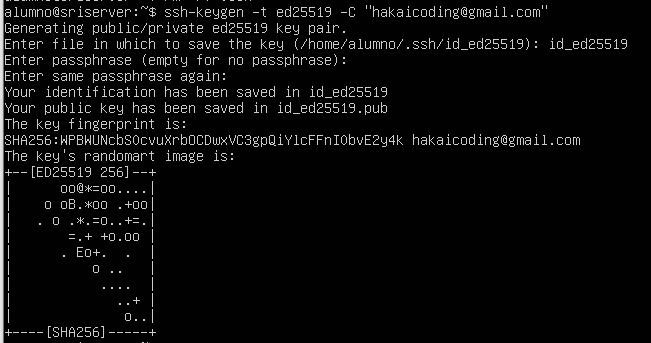 alumno@sriserver:~$ ssh-keygen -t ed25519 -C "hakaicoding@gmail.com"
Generating public/private ed25519 key pair.
Enter file in which to save the key (/home/alumno/.ssh/id_ed25519): id_ed25519
Enter passphrase (empty for no passphrase):
Enter same passphrase again:
Your identification has been saved in id_ed25519
Your public key has been saved in id_ed25519.pub
The key fingerprint is:
SHA256:WPBWUNcbS0cvuXrbOCDwxVC3gpQiYlcFFnI0bvE2y4k hakaicoding@gmail.com
The key's randomart image is:
+--[ED25519 256]--+
|      oo@*=oo....|
|    o oB.*oo .+oo|
|   . o .*.=o..+=.|
|       =.+ +o.oo |
|      . Eo+.  .  |
|          o ..   |
|           ....  |
|             ..+ |
|              o..|
+----[SHA256]-----+